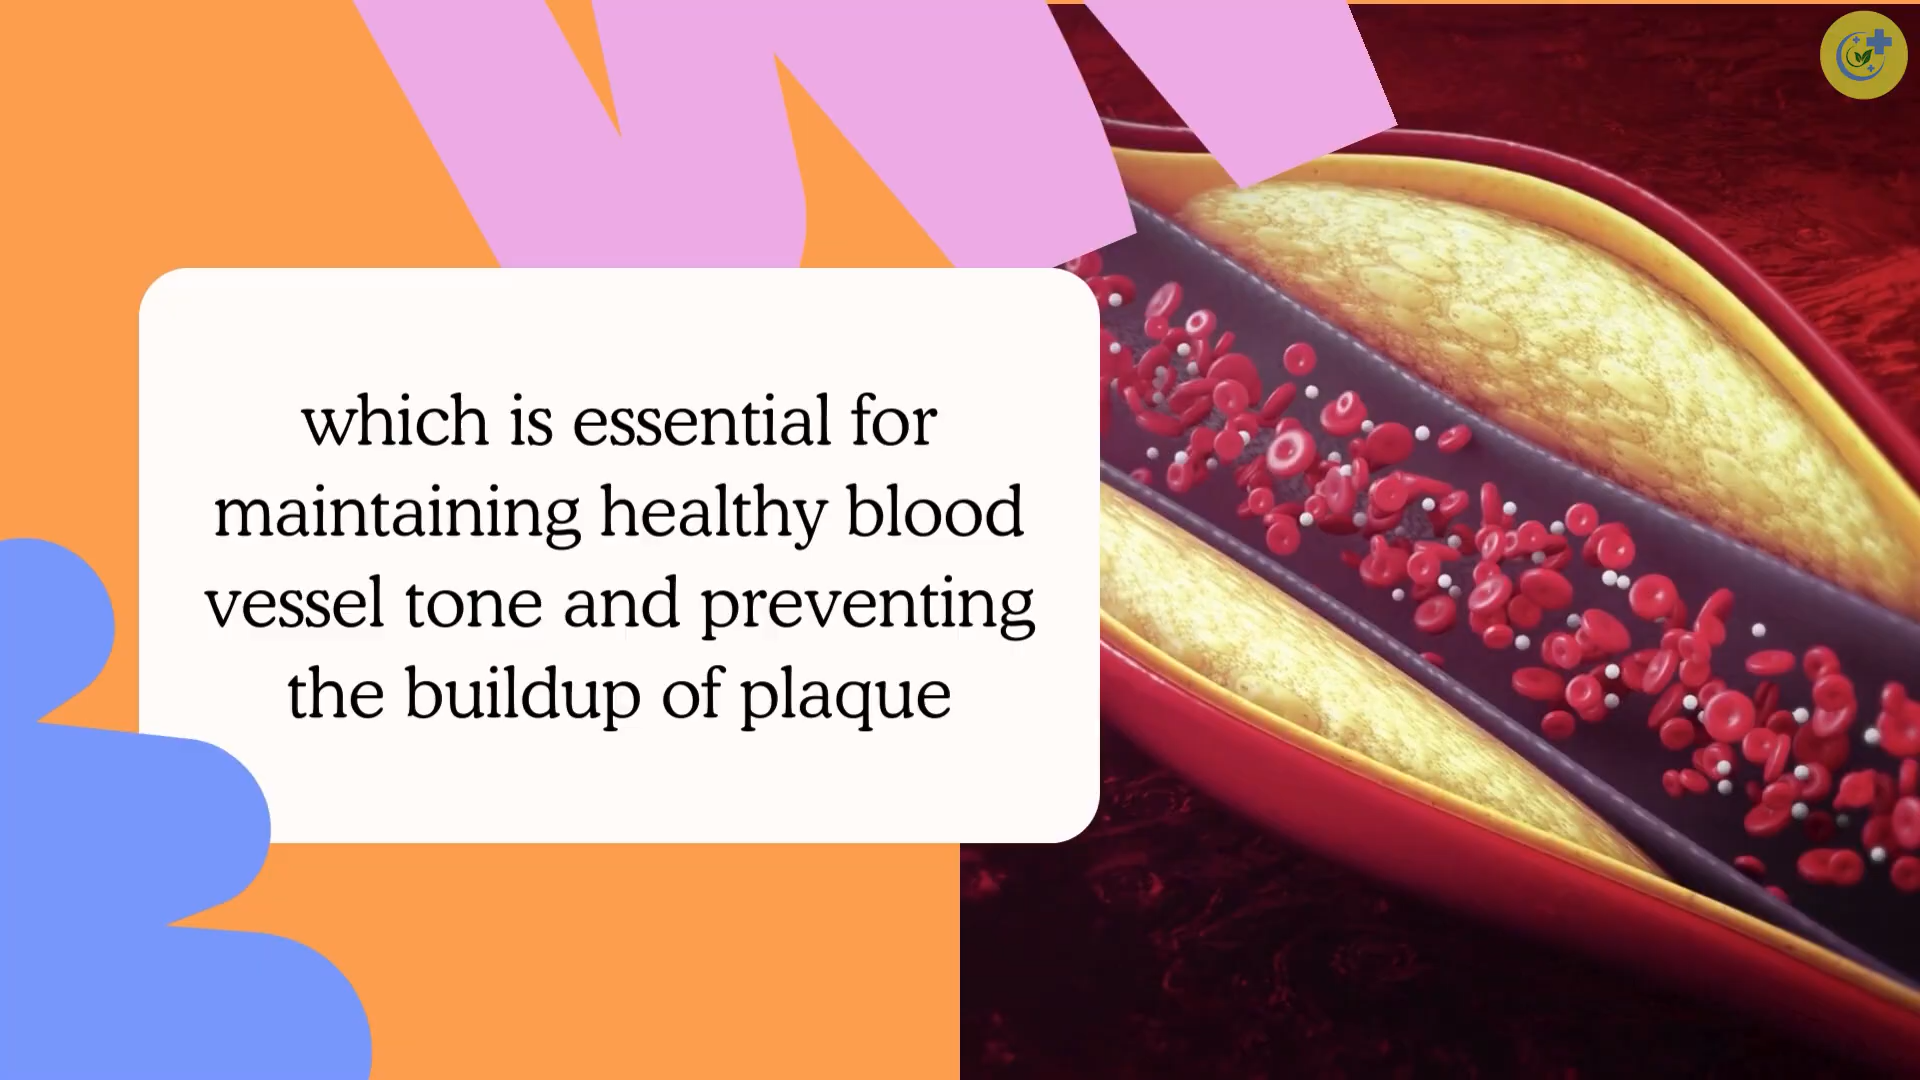 which is essential for
maintaining healthy blood
vessel tone and preventing
the buildup of plaque